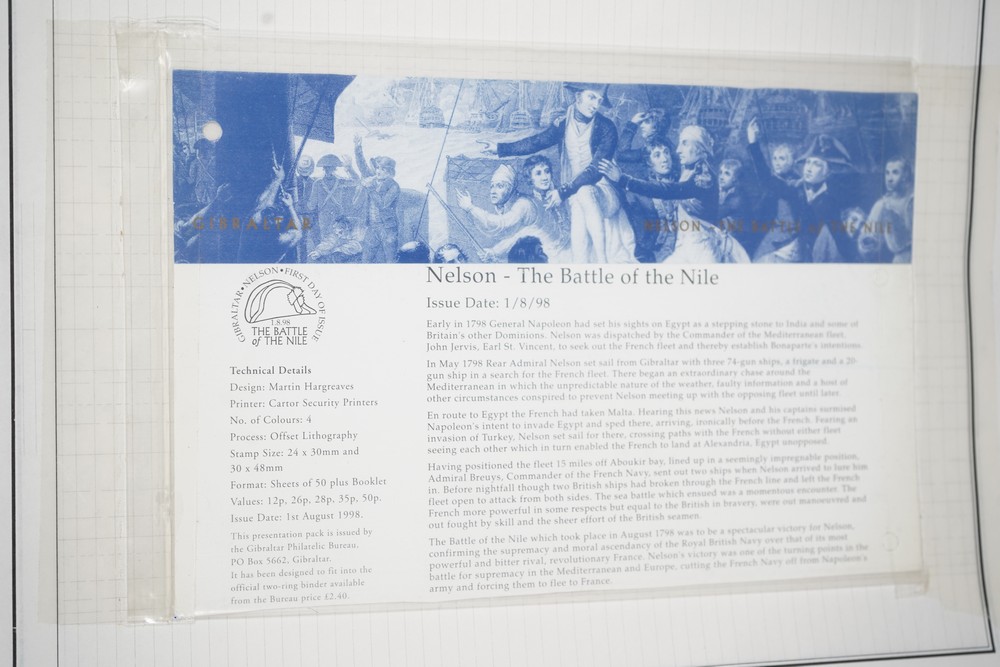 GIBRALTAR
NELSON - THE BATTLE OF THE NILE
GIBRALTAR • NELSON • FIRST DAY OF ISSUE
1.8.98
THE BATTLE
of THE NILE
Technical Details
Design: Martin Hargreaves
Printer: Cartor Security Printers
No. of Colours: 4
Process: Offset Lithography
Stamp Size: 24 x 30mm and
30 x 48mm
Format: Sheets of 50 plus Booklet
Values: 12p, 26p, 28p, 35p, 50p.
Issue Date: 1st August 1998.
This presentation pack is issued by
the Gibraltar Philatelic Bureau,
PO Box 5662, Gibraltar.
It has been designed to fit into the
official two-ring binder available
from the Bureau price £2.40.
Nelson - The Battle of the Nile
Issue Date: 1/8/98
Early in 1798 General Napoleon had set his sights on Egypt as a stepping stone to India and some of
Britain's other Dominions. Nelson was dispatched by the Commander of the Mediterranean fleet,
John Jervis, Earl St. Vincent, to seek out the French fleet and thereby establish Bonaparte's intentions.
In May 1798 Rear Admiral Nelson set sail from Gibraltar with three 74-gun ships, a frigate and a 20-
gun ship in a search for the French fleet. There began an extraordinary chase around the
Mediterranean in which the unpredictable nature of the weather, faulty information and a host of
other circumstances conspired to prevent Nelson meeting up with the opposing fleet until later.
En route to Egypt the French had taken Malta. Hearing this news Nelson and his captains surmised
Napoleon's intent to invade Egypt and sped there, arriving, ironically before the French. Fearing an
invasion of Turkey, Nelson set sail for there, crossing paths with the French without either fleet
seeing each other which in turn enabled the French to land at Alexandria, Egypt unopposed.
Having positioned the fleet 15 miles off Aboukir bay, lined up in a seemingly impregnable position,
Admiral Breuys, Commander of the French Navy, sent out two ships when Nelson arrived to lure him
in. Before nightfall though two British ships had broken through the French line and left the French
fleet open to attack from both sides. The sea battle which ensued was a momentous encounter. The
French more powerful in some respects but equal to the British in bravery, were out manoeuvred and
out fought by skill and the sheer effort of the British seamen.
The Battle of the Nile which took place in August 1798 was to be a spectacular victory for Nelson,
confirming the supremacy and moral ascendancy of the Royal British Navy over that of its most
powerful and bitter rival, revolutionary France. Nelson's victory was one of the turning points in the
battle for supremacy in the Mediterranean and Europe, cutting the French Navy off from Napoleon's
army and forcing them to flee to France.